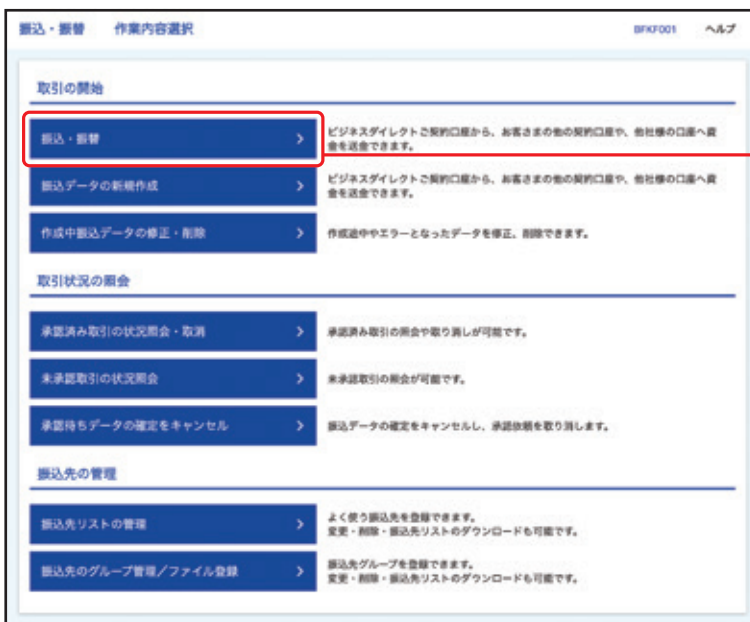 振込・振替 作業内容選択 BFKF001 ヘルプ
取引の開始
振込・振替
ビジネスダイレクトご契約口座から、お客さまの他の契約口座や、他社様の口座へ資
金を送金できます。
振込データの新規作成
ビジネスダイレクトご契約口座から、お客さまの他の契約口座や、他社様の口座へ資
金を送金できます。
作成中振込データの修正・削除
作成途中やエラーとなったデータを修正、削除できます。
取引状況の照会
承認済み取引の状況照会・取消
承認済み取引の照会や取り消しが可能です。
未承認取引の状況照会
未承認取引の照会が可能です。
承認待ちデータの確定をキャンセル
振込データの確定をキャンセルし、承認依頼を取り消します。
振込先の管理
振込先リストの管理
よく使う振込先を登録できます。
変更・削除・振込先リストのダウンロードも可能です。
振込先のグループ管理／ファイル登録
振込先グループを登録できます。
変更・削除・振込先リストのダウンロードも可能です。